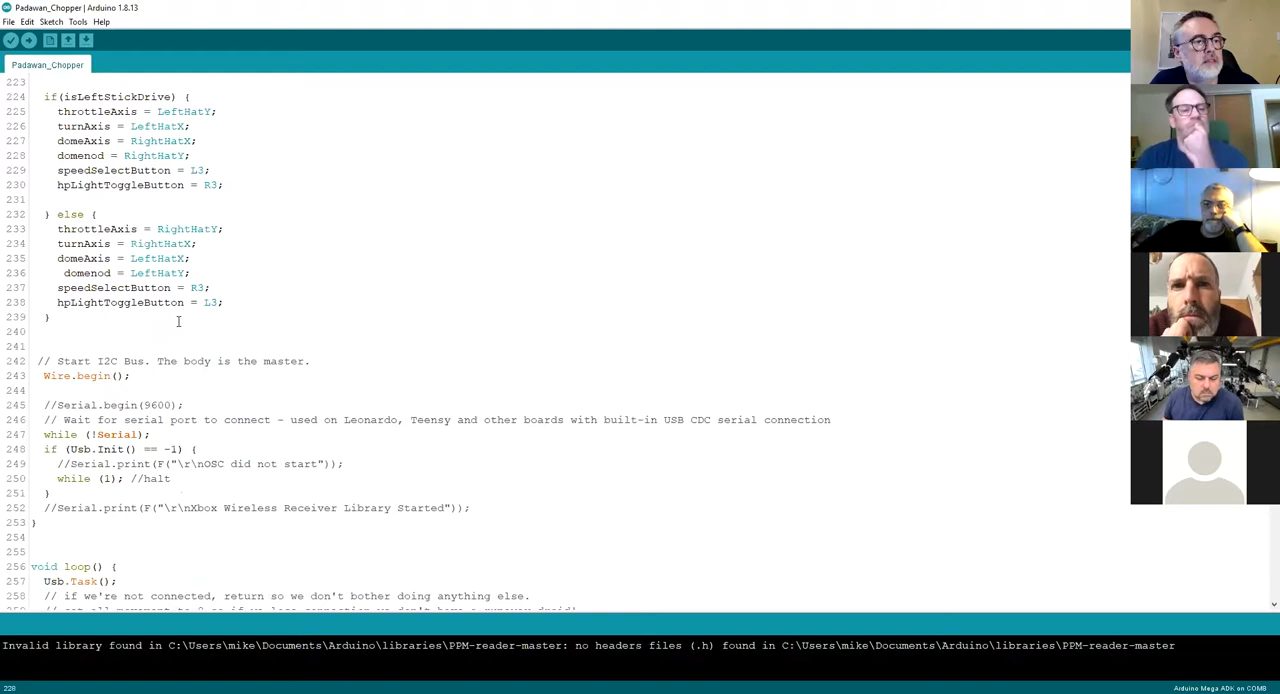 Padawan_Chopper | Arduino 1.8.13
File Edit Sketch Tools Help
Padawan_Chopper
223
224 if(isLeftStickDrive) {
225 throttleAxis = LeftHatY;
226 turnAxis = LeftHatX;
227 domeAxis = RightHatX;
228 domenod = RightHatY;
229 speedSelectButton = L3;
230 hpLightToggleButton = R3;
231
232 } else {
233 throttleAxis = RightHatY;
234 turnAxis = RightHatX;
235 domeAxis = LeftHatX;
236 domenod = LeftHatY;
237 speedSelectButton = R3;
238 hpLightToggleButton = L3;
239 }
240
241
242 // Start I2C Bus. The body is the master.
243 Wire.begin();
244
245 //Serial.begin(9600);
246 // Wait for serial port to connect - used on Leonardo, Teensy and other boards with built-in USB CDC serial connection
247 while (!Serial);
248 if (Usb.Init() == -1) {
249 //Serial.print(F("\r\nOSC did not start"));
250 while (1); //halt
251 }
252 //Serial.print(F("\r\nXbox Wireless Receiver Library Started"));
253 }
254
255
256 void loop() {
257 Usb.Task();
258 // if we're not connected, return so we don't bother doing anything else.
Invalid library found in C:\Users\mike\Documents\Arduino\libraries\PPM-reader-master: no headers files (.h) found in C:\Users\mike\Documents\Arduino\libraries\PPM-reader-master
228 Arduino Mega ADK on COM8